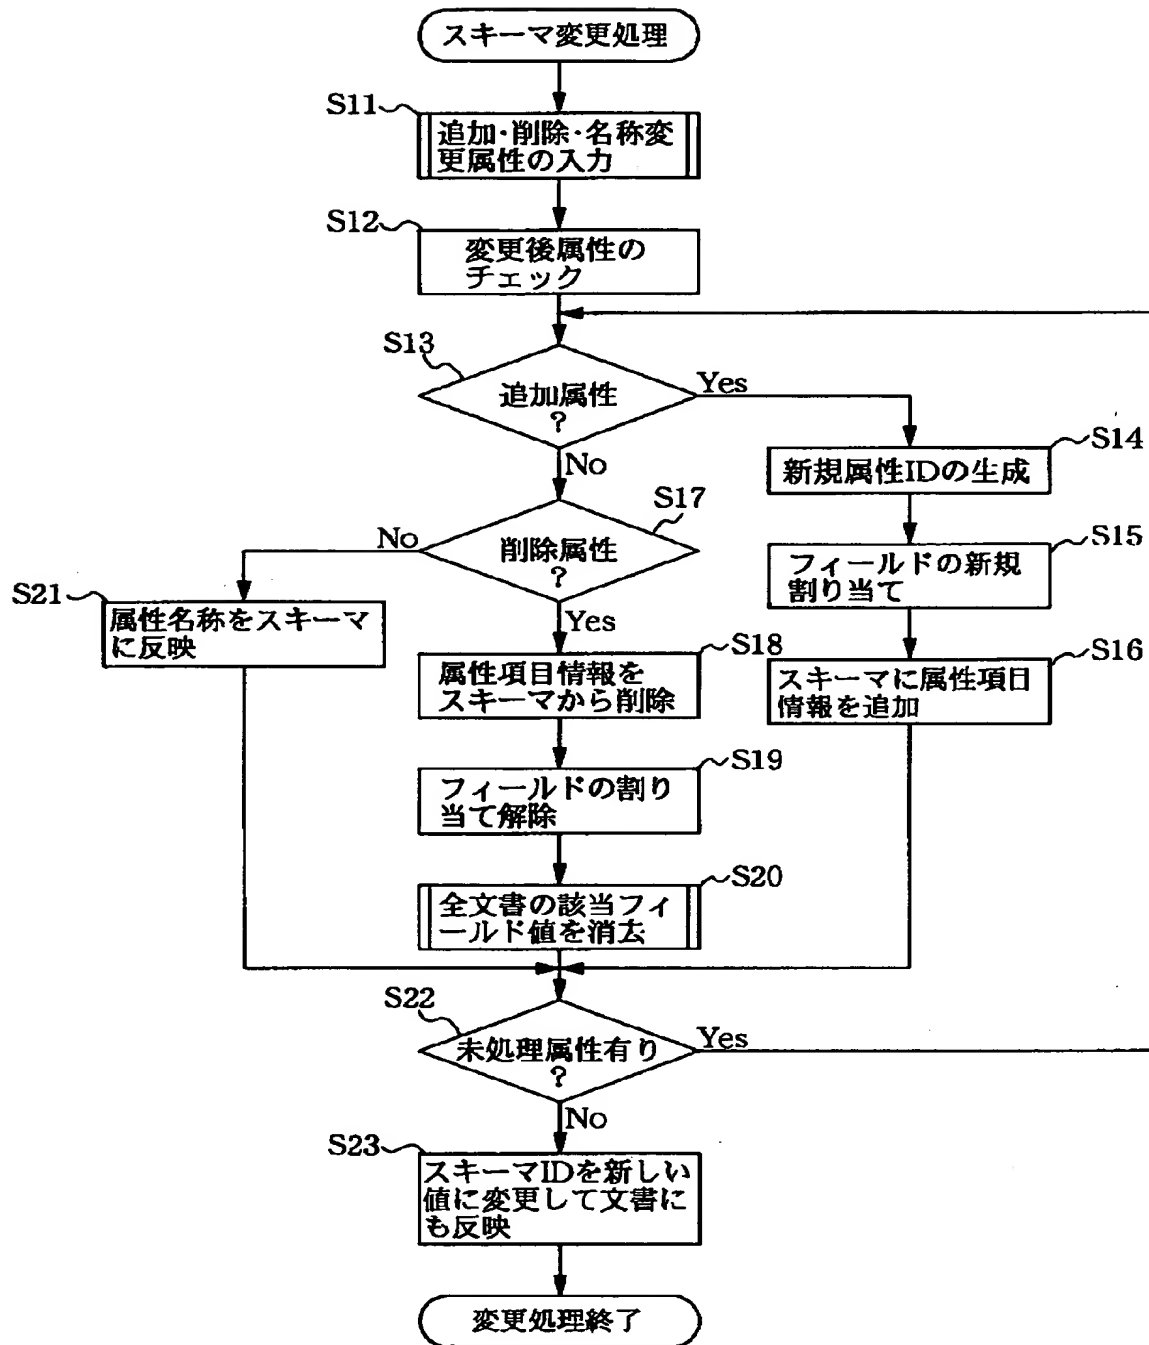 スキーマ変更処理
S11
追加・削除・名称変
更属性の入力
S12
変更後属性の
チェック
S13
追加属性
?
Yes
No
S14
新規属性IDの生成
S15
フィールドの新規
割り当て
S16
スキーマに属性項目
情報を追加
S17
削除属性
?
No
Yes
S21
属性名称をスキーマ
に反映
S18
属性項目情報を
スキーマから削除
S19
フィールドの割り
当て解除
S20
全文書の該当フィ
ールド値を消去
S22
未処理属性有り
?
Yes
No
S23
スキーマIDを新しい
値に変更して文書に
も反映
変更処理終了